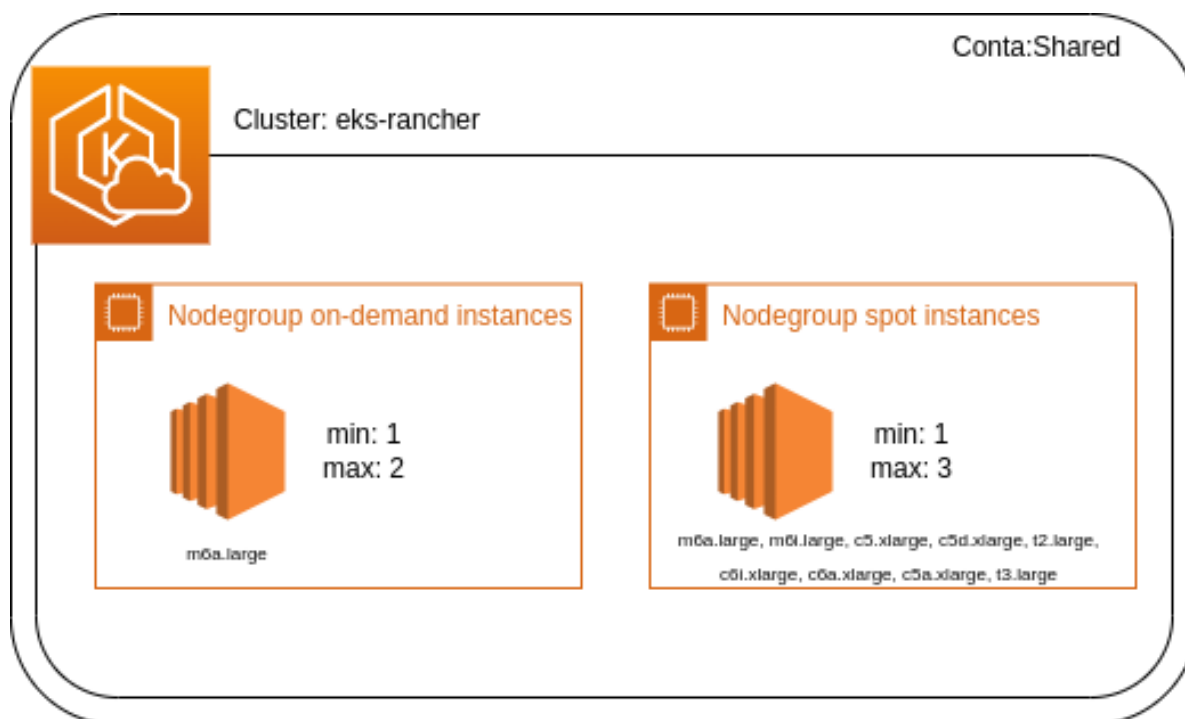 Conta:Shared
Cluster: eks-rancher
K
Nodegroup on-demand instances
min: 1
max: 2
m6a.large
Nodegroup spot instances
min: 1
max: 3
m6a.large, m6i.large, c5.xlarge, c5d.xlarge, t2.large,
c6i.xlarge, c6a.xlarge, c5a.xlarge, t3.large